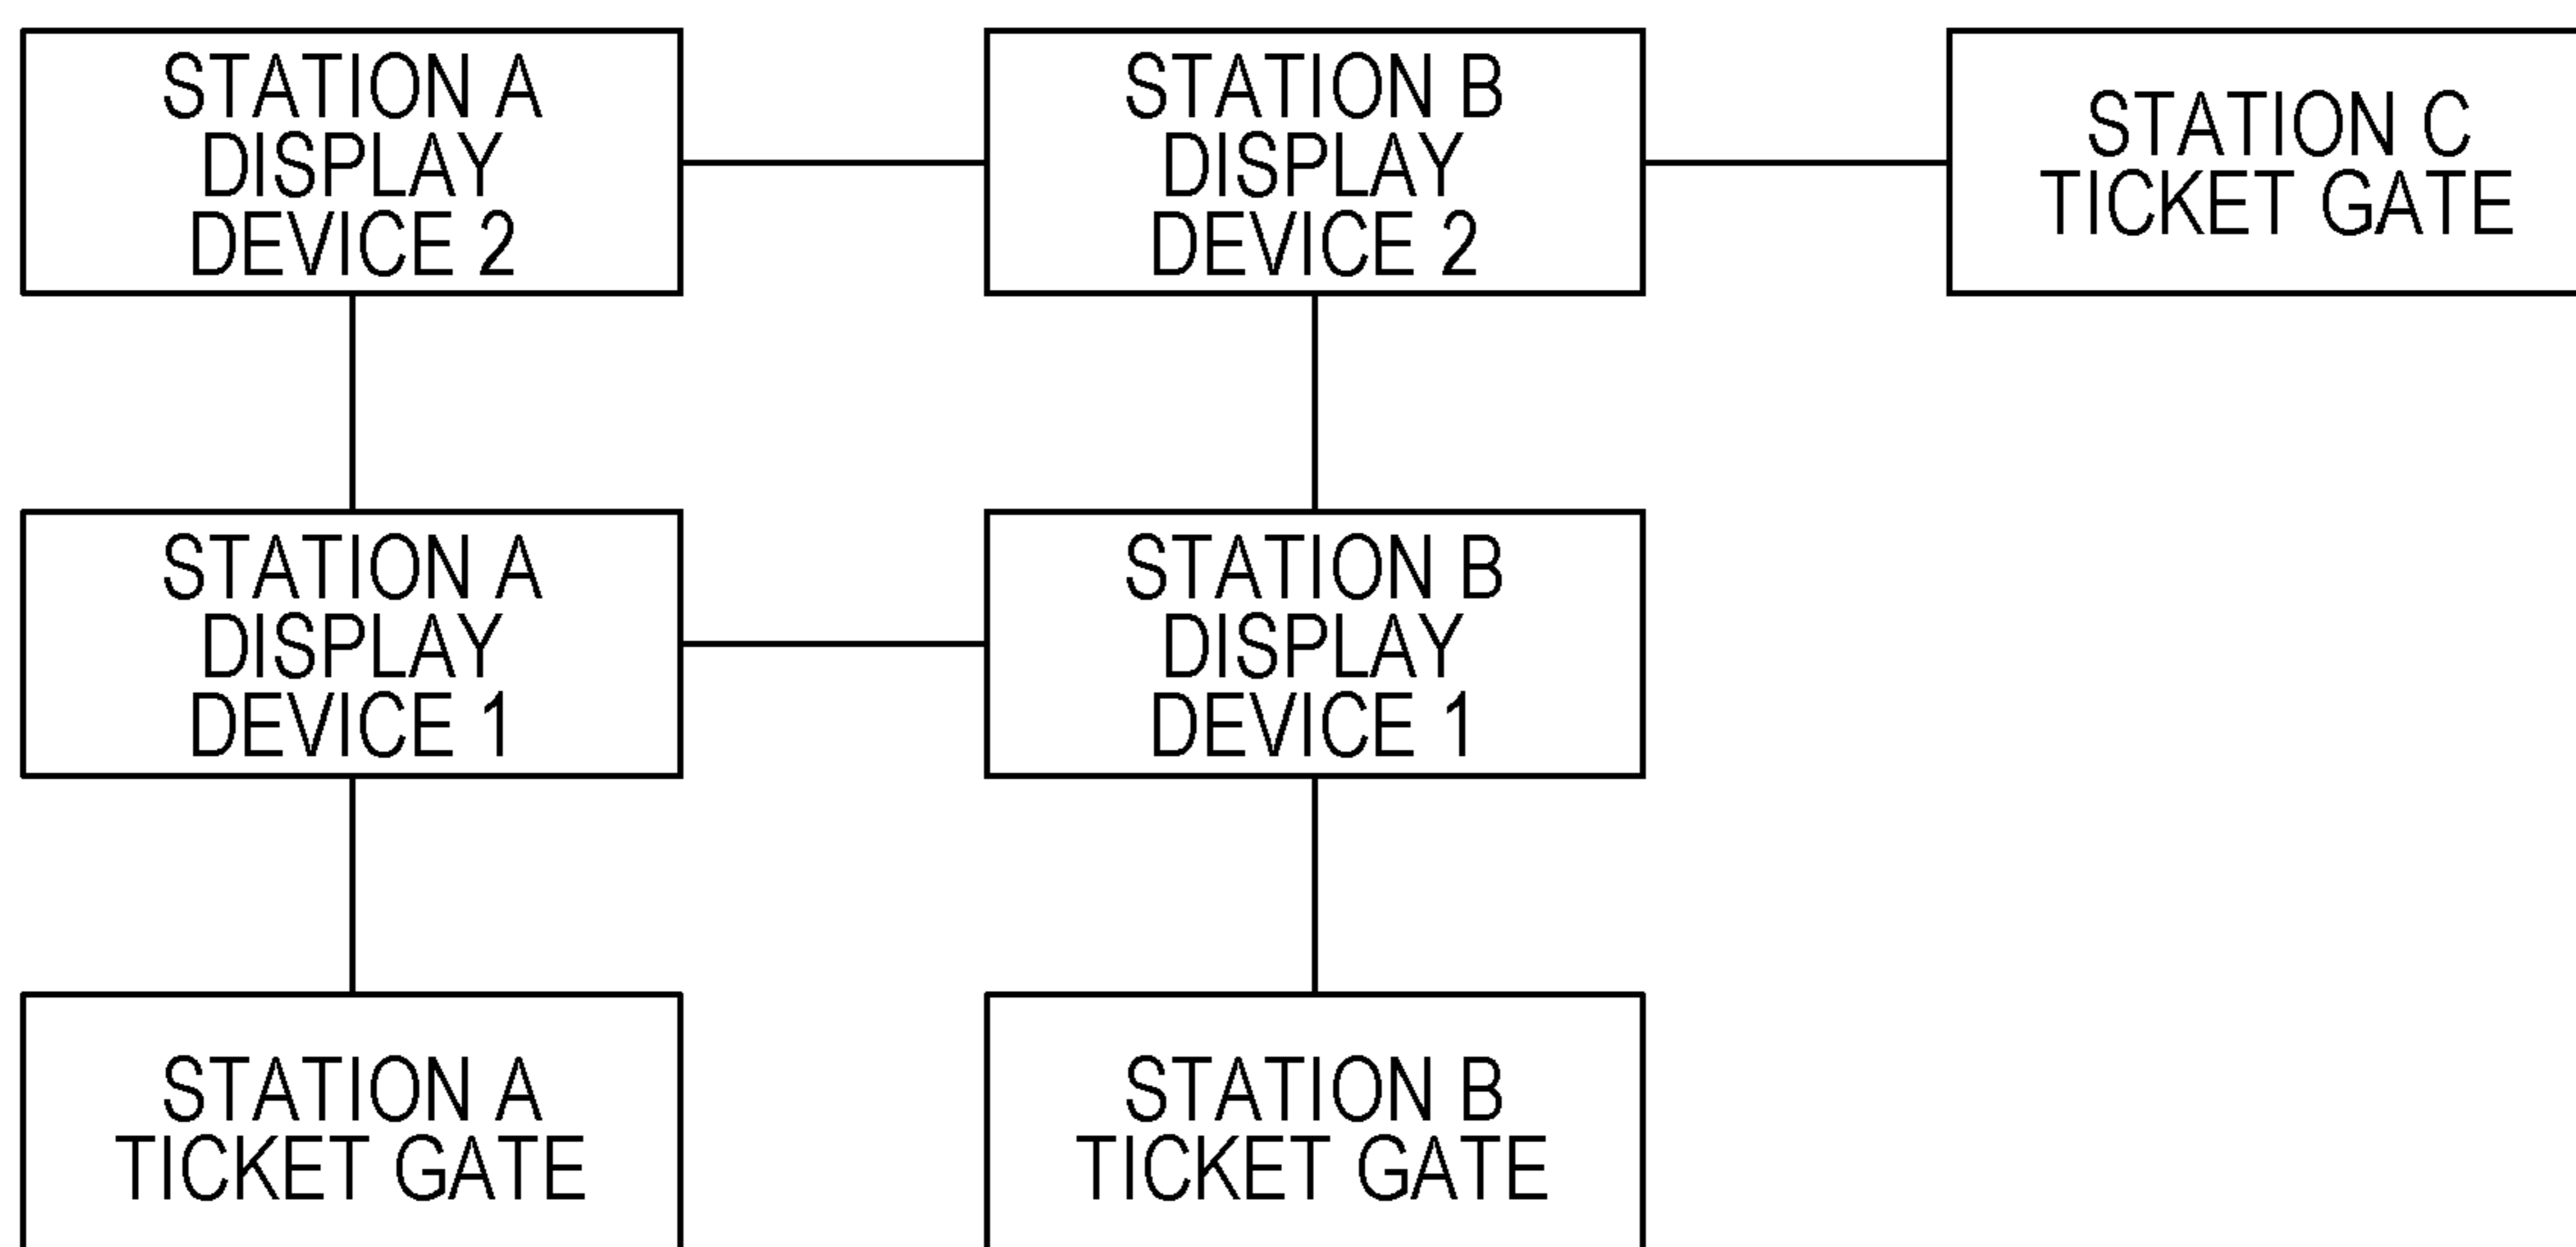 STATION A
DISPLAY
DEVICE 2
STATION B
DISPLAY
DEVICE 2
STATION C
TICKET GATE
STATION A
DISPLAY
DEVICE 1
STATION B
DISPLAY
DEVICE 1
STATION A
TICKET GATE
STATION B
TICKET GATE